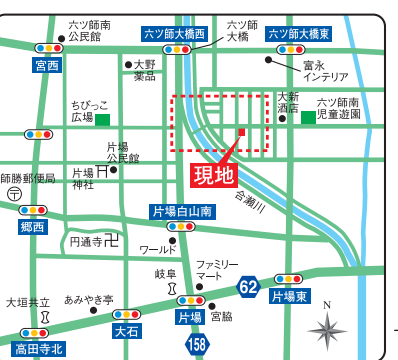 六ツ師南
公民館
六ツ師大橋西
六ツ師
大橋
六ツ師大橋東
宮西
大野
薬品
富永
インテリア
ちびっこ
広場
大新
酒店
六ツ師南
児童遊園
片場
公民館
師勝郵便局
片場
神社
現地
合瀬川
郷西
片場白山南
円通寺
ワールド
岐阜
ファミリー
マート
62
片場東
大垣共立
あみやき亭
大石
片場
宮脇
N
高田寺北
158